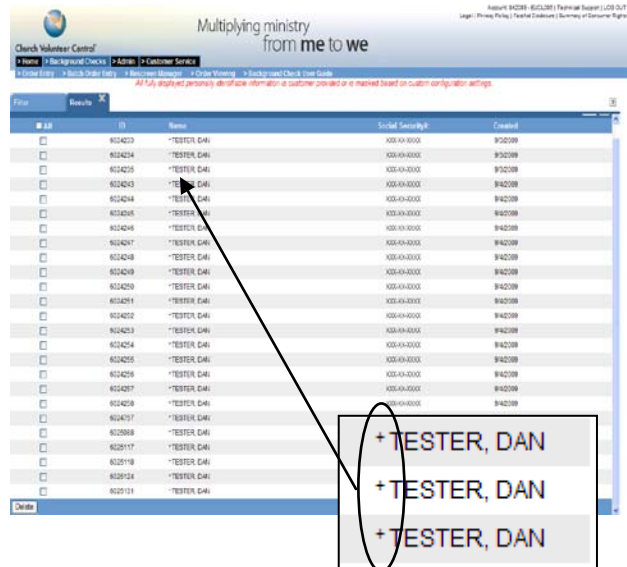 Account: 942093 - EUCLID01 | Technical Support | LOG OUT
Legal | Privacy Policy | Parental Disclosure | Summary of Consumer Rights
Multiplying ministry
from me to we
Church Volunteer Central
> Home > Background Checks > Admin > Customer Service
> Order Entry > Batch Order Entry > Rescreen Manager > Order Viewing > Background Check User Guide
All fully displayed personally identifiable information is customer provided or is masked based on custom configuration settings.
Filter Results X
All ID Name Social Security# Created
6024233 +TESTER, DAN XXX-XX-XXXX 9/3/2009
6024234 +TESTER, DAN XXX-XX-XXXX 9/3/2009
6024235 +TESTER, DAN XXX-XX-XXXX 9/3/2009
6024243 +TESTER, DAN XXX-XX-XXXX 9/4/2009
6024244 +TESTER, DAN XXX-XX-XXXX 9/4/2009
6024245 +TESTER, DAN XXX-XX-XXXX 9/4/2009
6024246 +TESTER, DAN XXX-XX-XXXX 9/4/2009
6024247 +TESTER, DAN XXX-XX-XXXX 9/4/2009
6024248 +TESTER, DAN XXX-XX-XXXX 9/4/2009
6024249 +TESTER, DAN XXX-XX-XXXX 9/4/2009
6024250 +TESTER, DAN XXX-XX-XXXX 9/4/2009
6024251 +TESTER, DAN XXX-XX-XXXX 9/4/2009
6024252 +TESTER, DAN XXX-XX-XXXX 9/4/2009
6024253 +TESTER, DAN XXX-XX-XXXX 9/4/2009
6024254 +TESTER, DAN XXX-XX-XXXX 9/4/2009
6024255 +TESTER, DAN XXX-XX-XXXX 9/4/2009
6024256 +TESTER, DAN XXX-XX-XXXX 9/4/2009
6024257 +TESTER, DAN XXX-XX-XXXX 9/4/2009
6024258 +TESTER, DAN XXX-XX-XXXX 9/4/2009
6024757 +TESTER, DAN
6025088 +TESTER, DAN
6025117 +TESTER, DAN
6025118 +TESTER, DAN
6025124 +TESTER, DAN
6025131 +TESTER, DAN
Delete
+TESTER, DAN
+TESTER, DAN
+TESTER, DAN